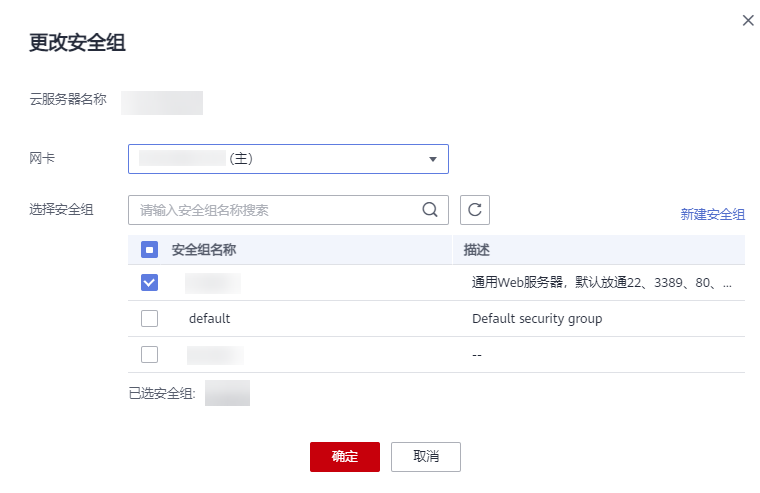 更改安全组
云服务器名称
网卡 (主)
选择安全组 请输入安全组名称搜索
新建安全组
安全组名称 描述
通用Web服务器，默认放通22、3389、80、...
default Default security group
--
已选安全组:
确定 取消